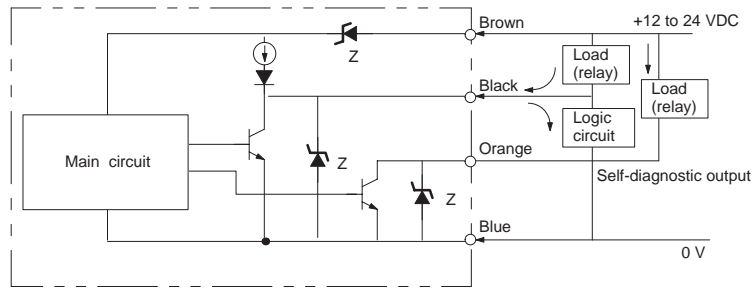 Brown
+12 to 24 VDC
Z
Load
(relay)
Load
(relay)
Black
Logic
circuit
Main circuit
Z
Orange
Z
Self-diagnostic output
Blue
0 V